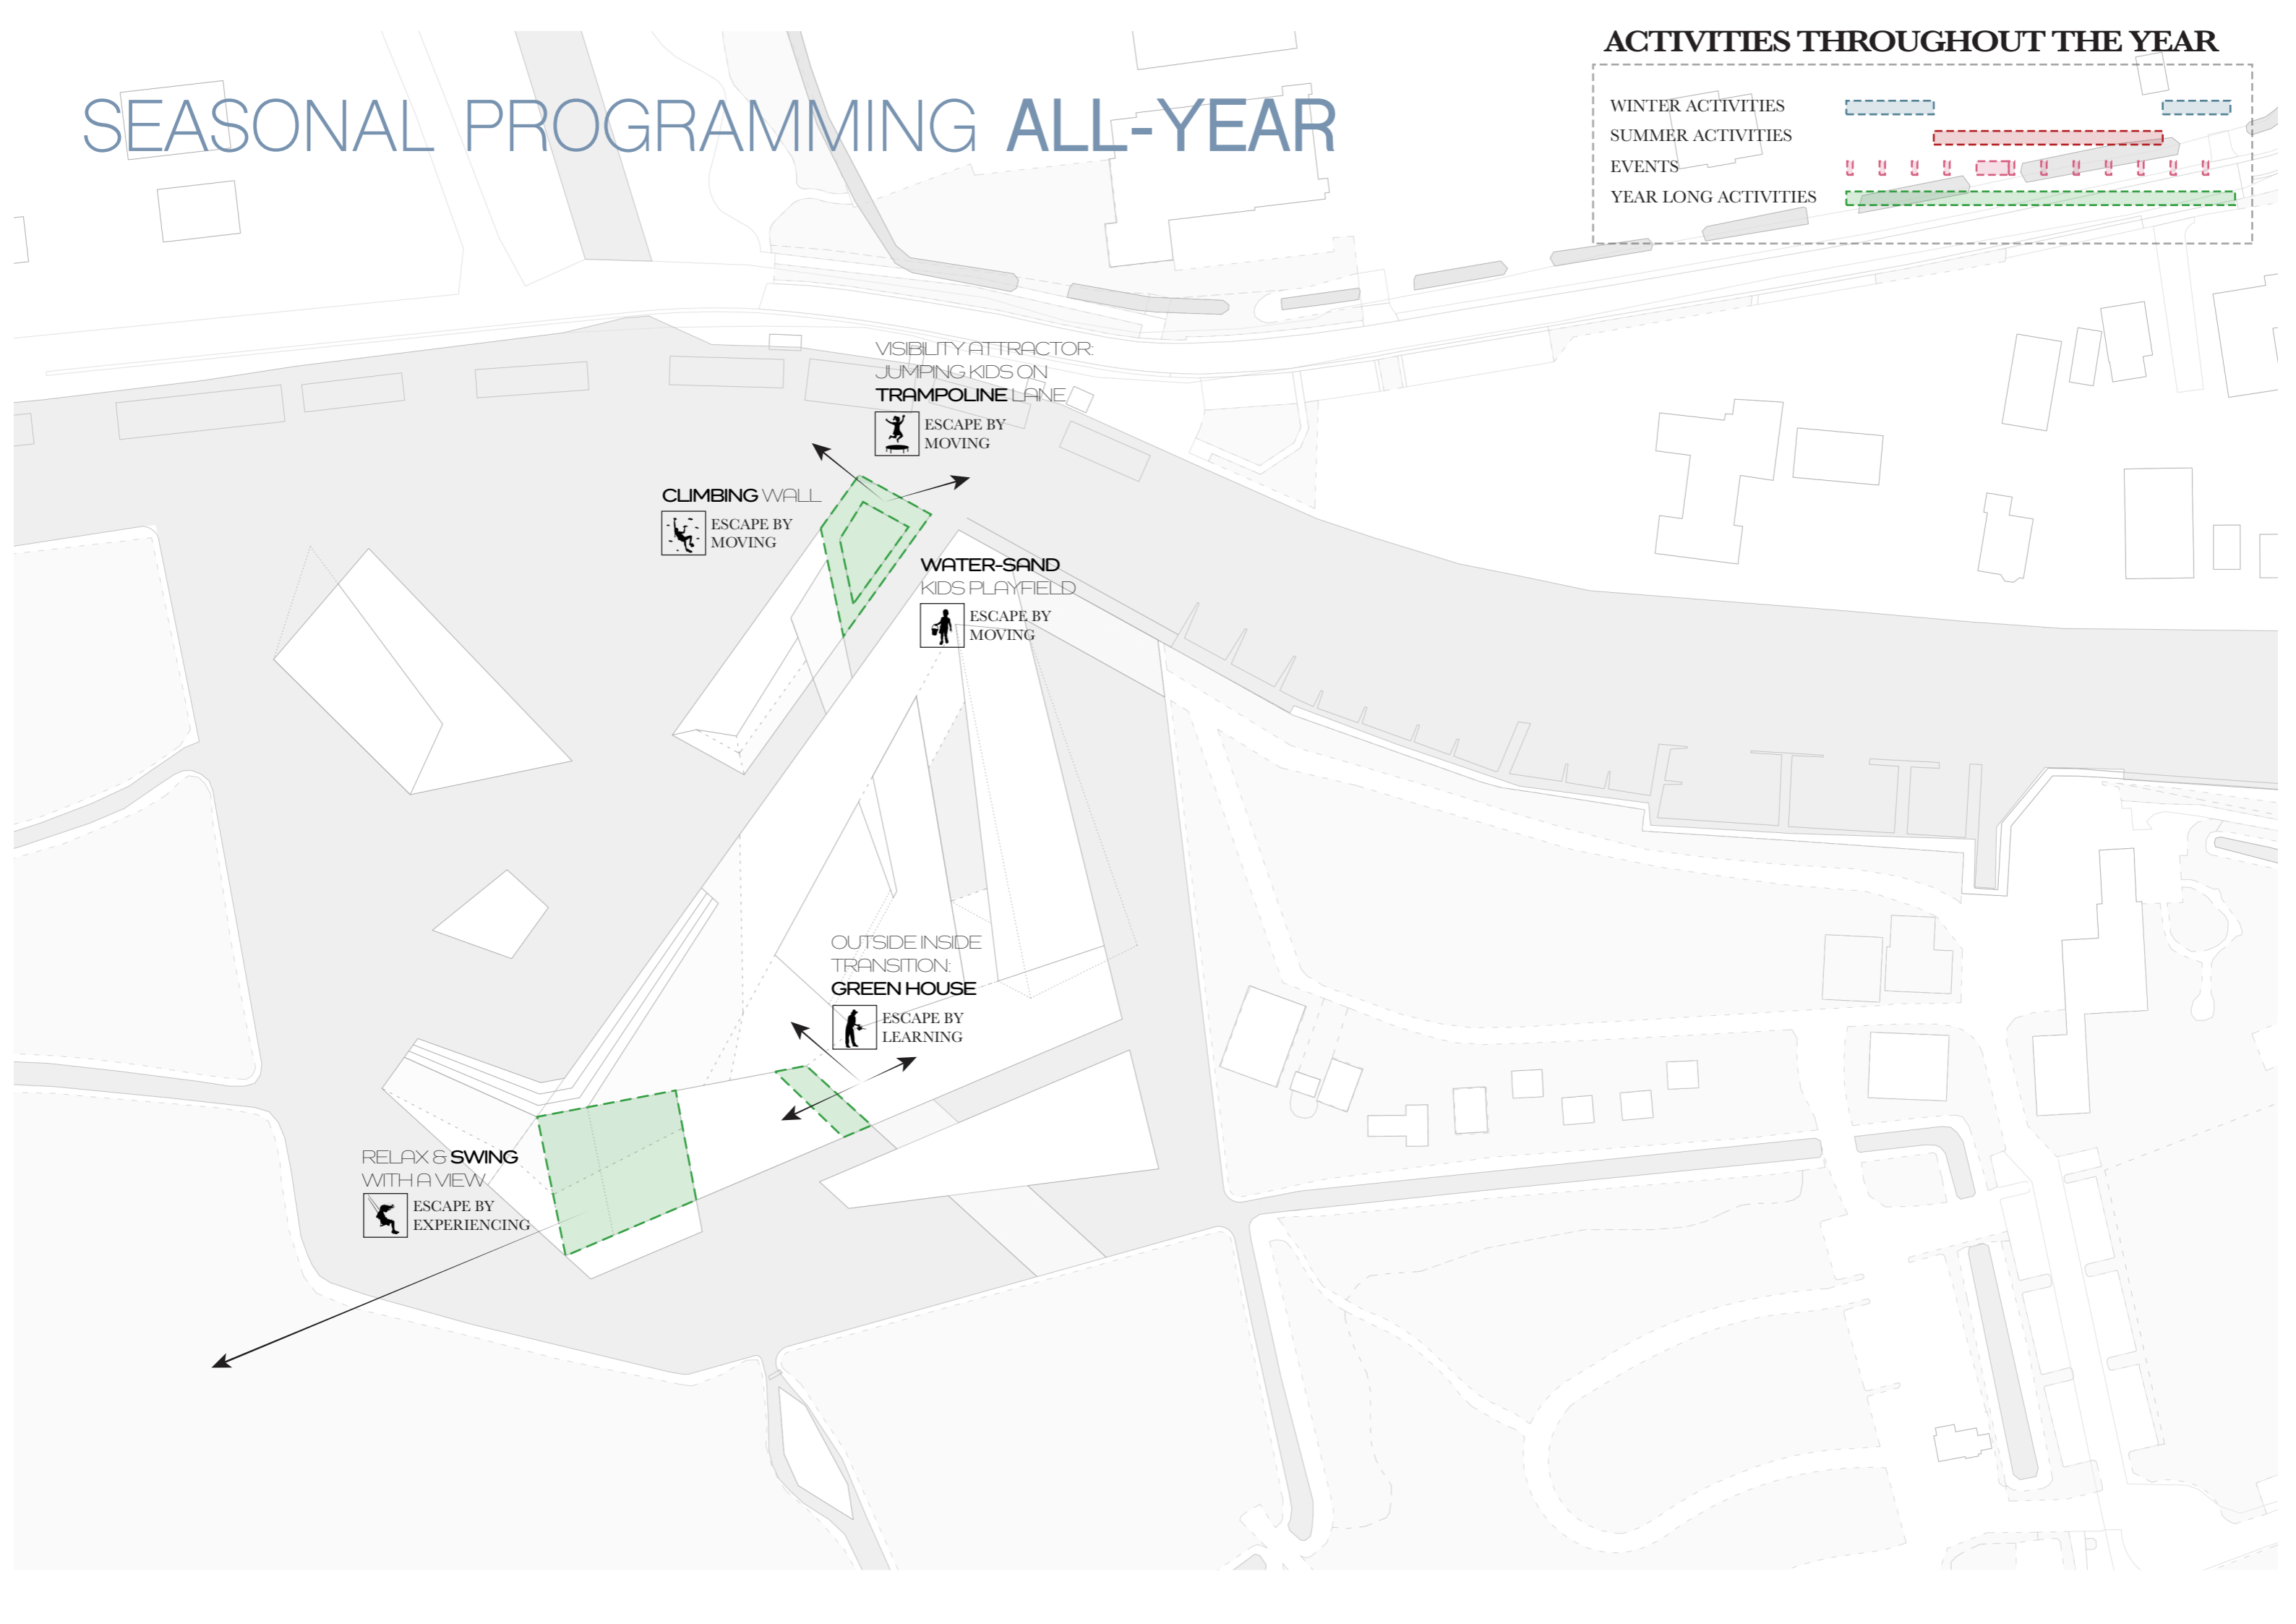 SEASONAL PROGRAMMING ALL-YEAR
ACTIVITIES THROUGHOUT THE YEAR
WINTER ACTIVITIES
SUMMER ACTIVITIES
EVENTS
YEAR LONG ACTIVITIES
VISIBILITY ATTRACTOR:
JUMPING KIDS ON
TRAMPOLINE LANE
ESCAPE BY
MOVING
CLIMBING WALL
ESCAPE BY
MOVING
WATER-SAND
KIDS PLAYFIELD
ESCAPE BY
MOVING
OUTSIDE INSIDE
TRANSITION:
GREEN HOUSE
ESCAPE BY
LEARNING
RELAX & SWING
WITH A VIEW
ESCAPE BY
EXPERIENCING